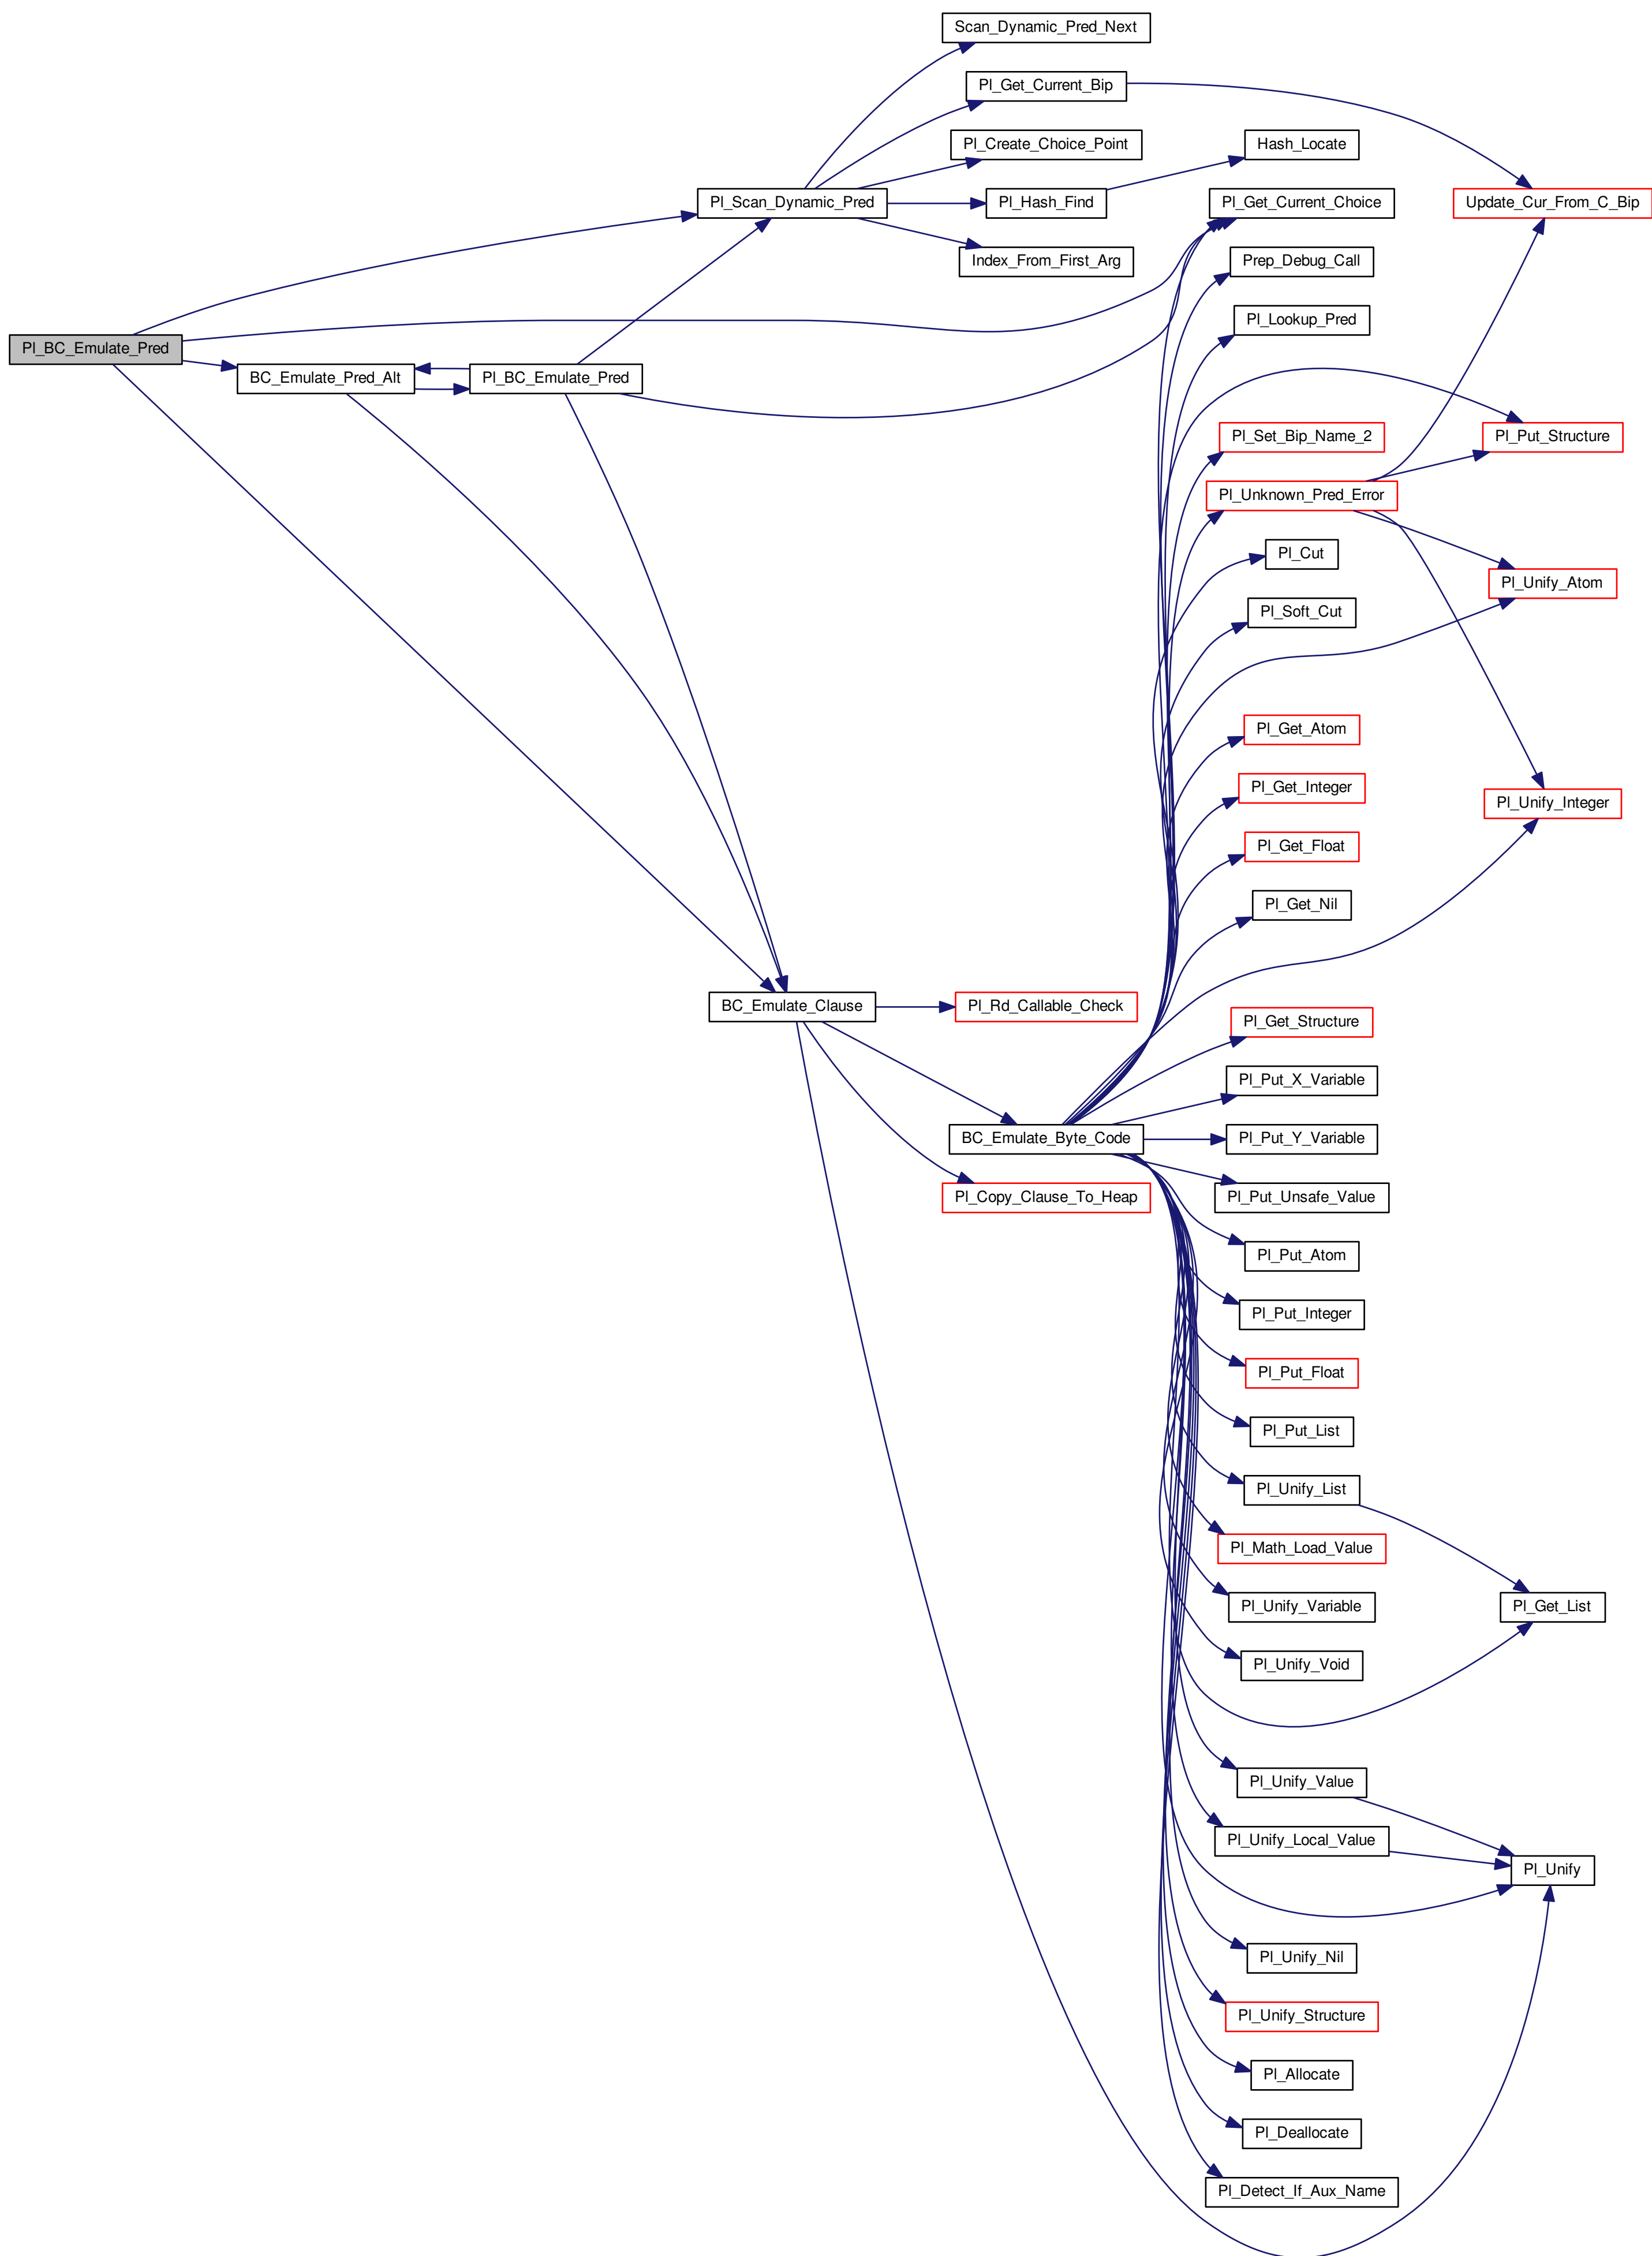 Scan_Dynamic_Pred_Next
Pl_Get_Current_Bip
Pl_Create_Choice_Point
Hash_Locate
Pl_Scan_Dynamic_Pred
Pl_Hash_Find
Pl_Get_Current_Choice
Update_Cur_From_C_Bip
Index_From_First_Arg
Prep_Debug_Call
Pl_Lookup_Pred
Pl_BC_Emulate_Pred
BC_Emulate_Pred_Alt
Pl_BC_Emulate_Pred
Pl_Set_Bip_Name_2
Pl_Put_Structure
Pl_Unknown_Pred_Error
Pl_Cut
Pl_Unify_Atom
Pl_Soft_Cut
Pl_Get_Atom
Pl_Get_Integer
Pl_Unify_Integer
Pl_Get_Float
Pl_Get_Nil
BC_Emulate_Clause
Pl_Rd_Callable_Check
Pl_Get_Structure
Pl_Put_X_Variable
BC_Emulate_Byte_Code
Pl_Put_Y_Variable
Pl_Copy_Clause_To_Heap
Pl_Put_Unsafe_Value
Pl_Put_Atom
Pl_Put_Integer
Pl_Put_Float
Pl_Put_List
Pl_Unify_List
Pl_Math_Load_Value
Pl_Unify_Variable
Pl_Get_List
Pl_Unify_Void
Pl_Unify_Value
Pl_Unify_Local_Value
Pl_Unify
Pl_Unify_Nil
Pl_Unify_Structure
Pl_Allocate
Pl_Deallocate
Pl_Detect_If_Aux_Name